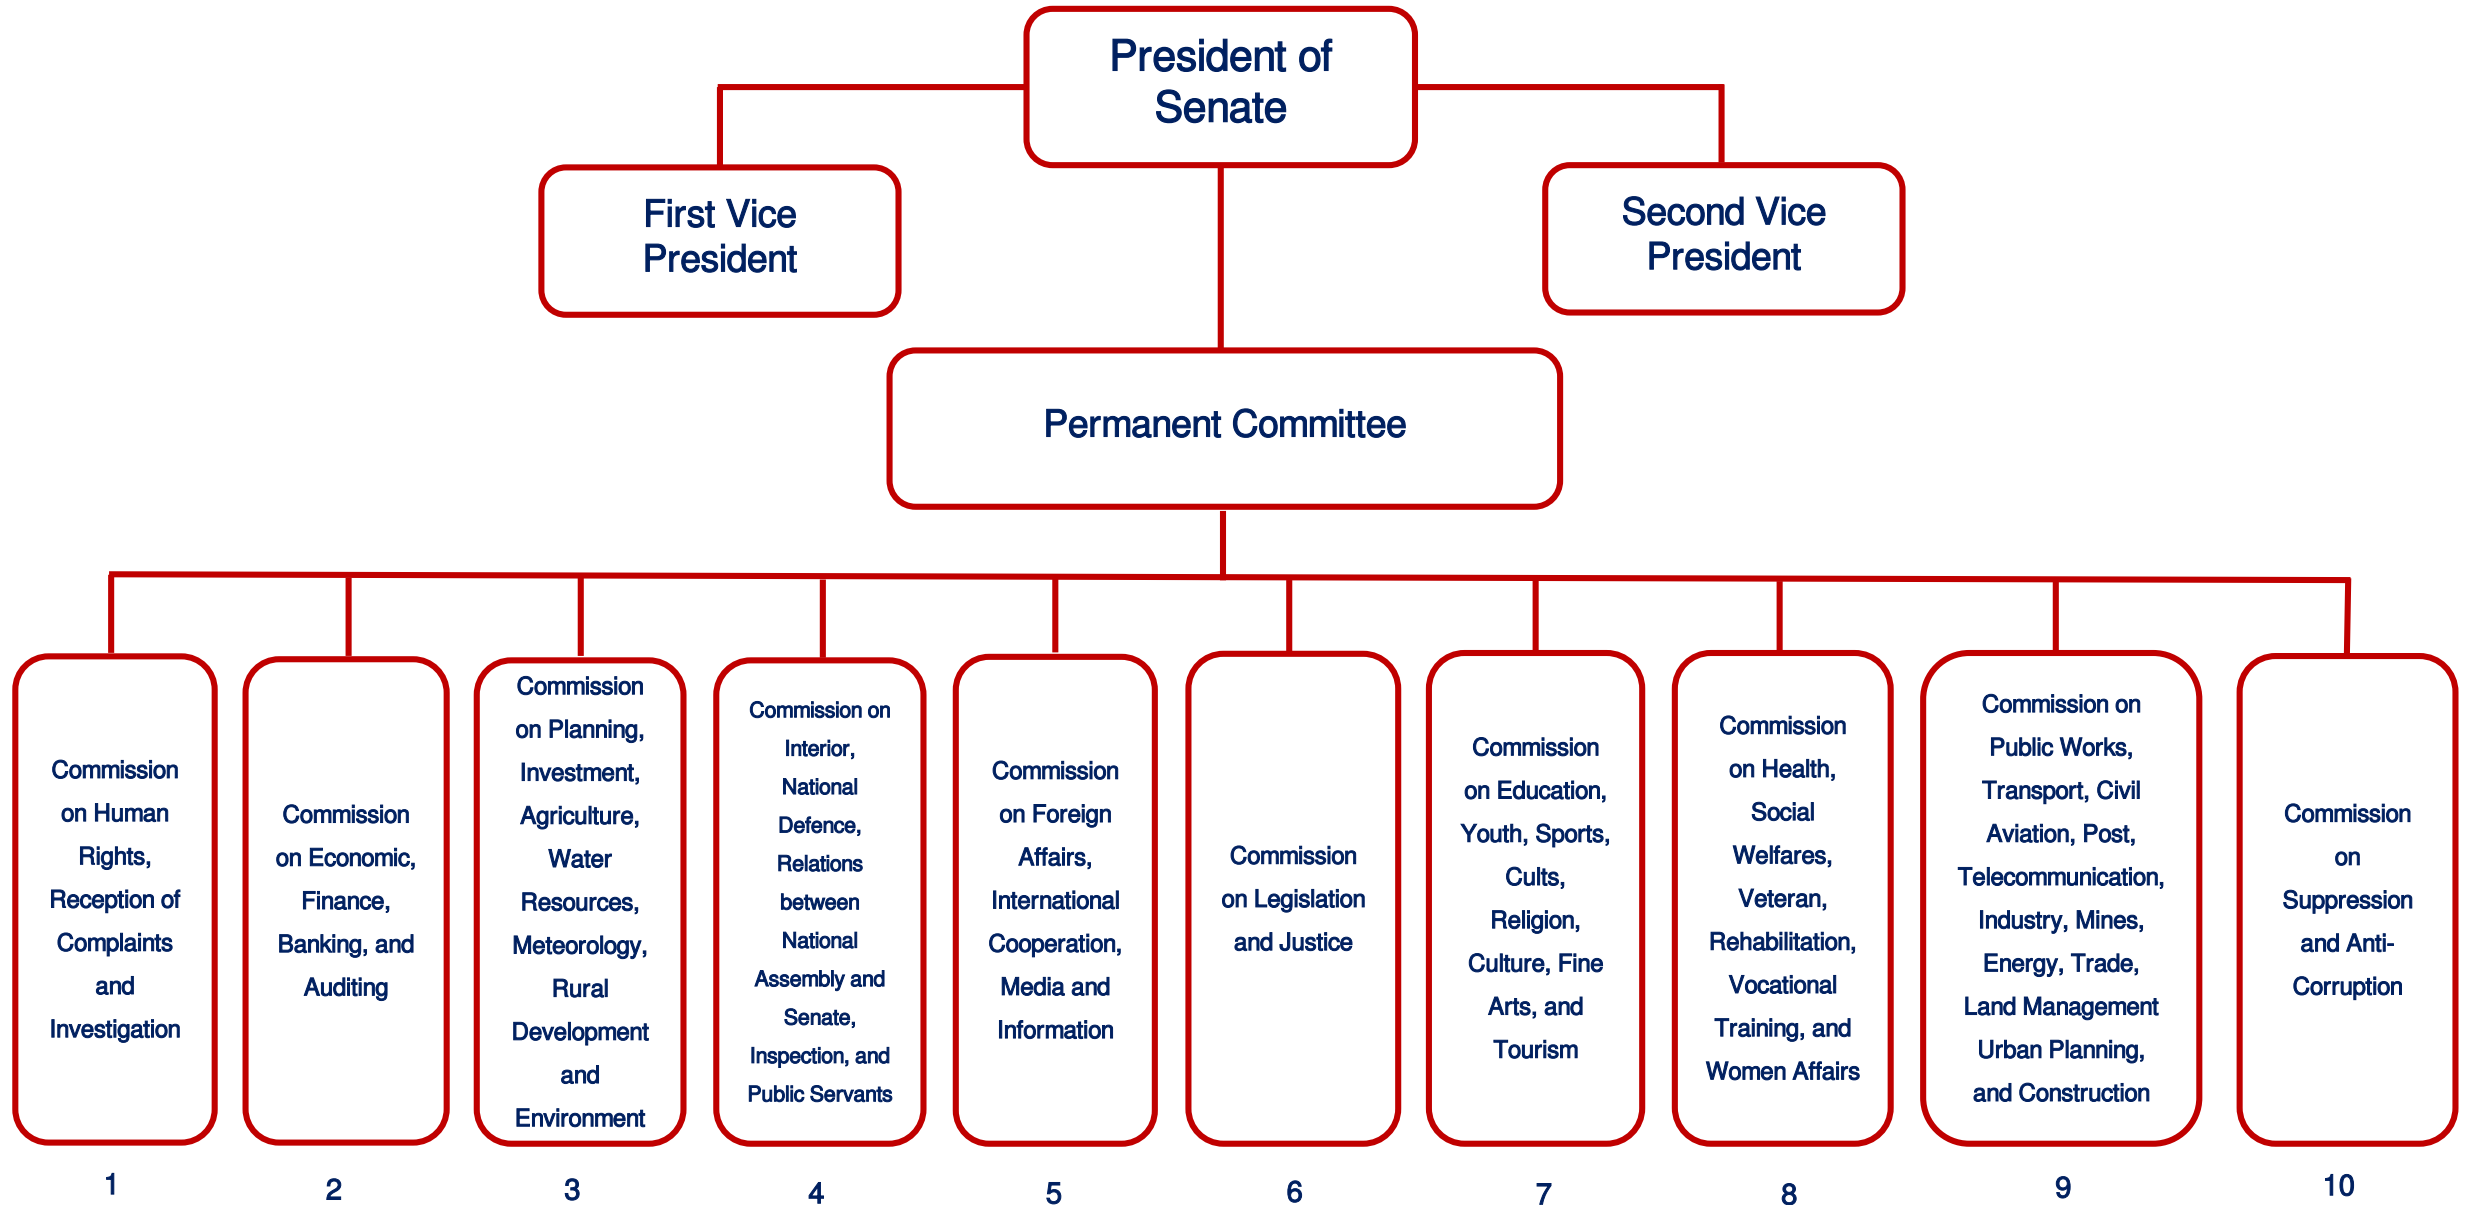 President of
Senate
First Vice
President
Second Vice
President
Permanent Committee
Commission
on Human
Rights,
Reception of
Complaints
and
Investigation
Commission
on Economic,
Finance,
Banking, and
Auditing
Commission
on Planning,
Investment,
Agriculture,
Water
Resources,
Meteorology,
Rural
Development
and
Environment
Commission on
Interior,
National
Defence,
Relations
between
National
Assembly and
Senate,
Inspection, and
Public Servants
Commission
on Foreign
Affairs,
International
Cooperation,
Media and
Information
Commission
on Legislation
and Justice
Commission
on Education,
Youth, Sports,
Cults,
Religion,
Culture, Fine
Arts, and
Tourism
Commission
on Health,
Social
Welfares,
Veteran,
Rehabilitation,
Vocational
Training, and
Women Affairs
Commission on
Public Works,
Transport, Civil
Aviation, Post,
Telecommunication,
Industry, Mines,
Energy, Trade,
Land Management
Urban Planning,
and Construction
Commission
on
Suppression
and Anti-
Corruption
1
2
3
4
5
6
7
8
9
10